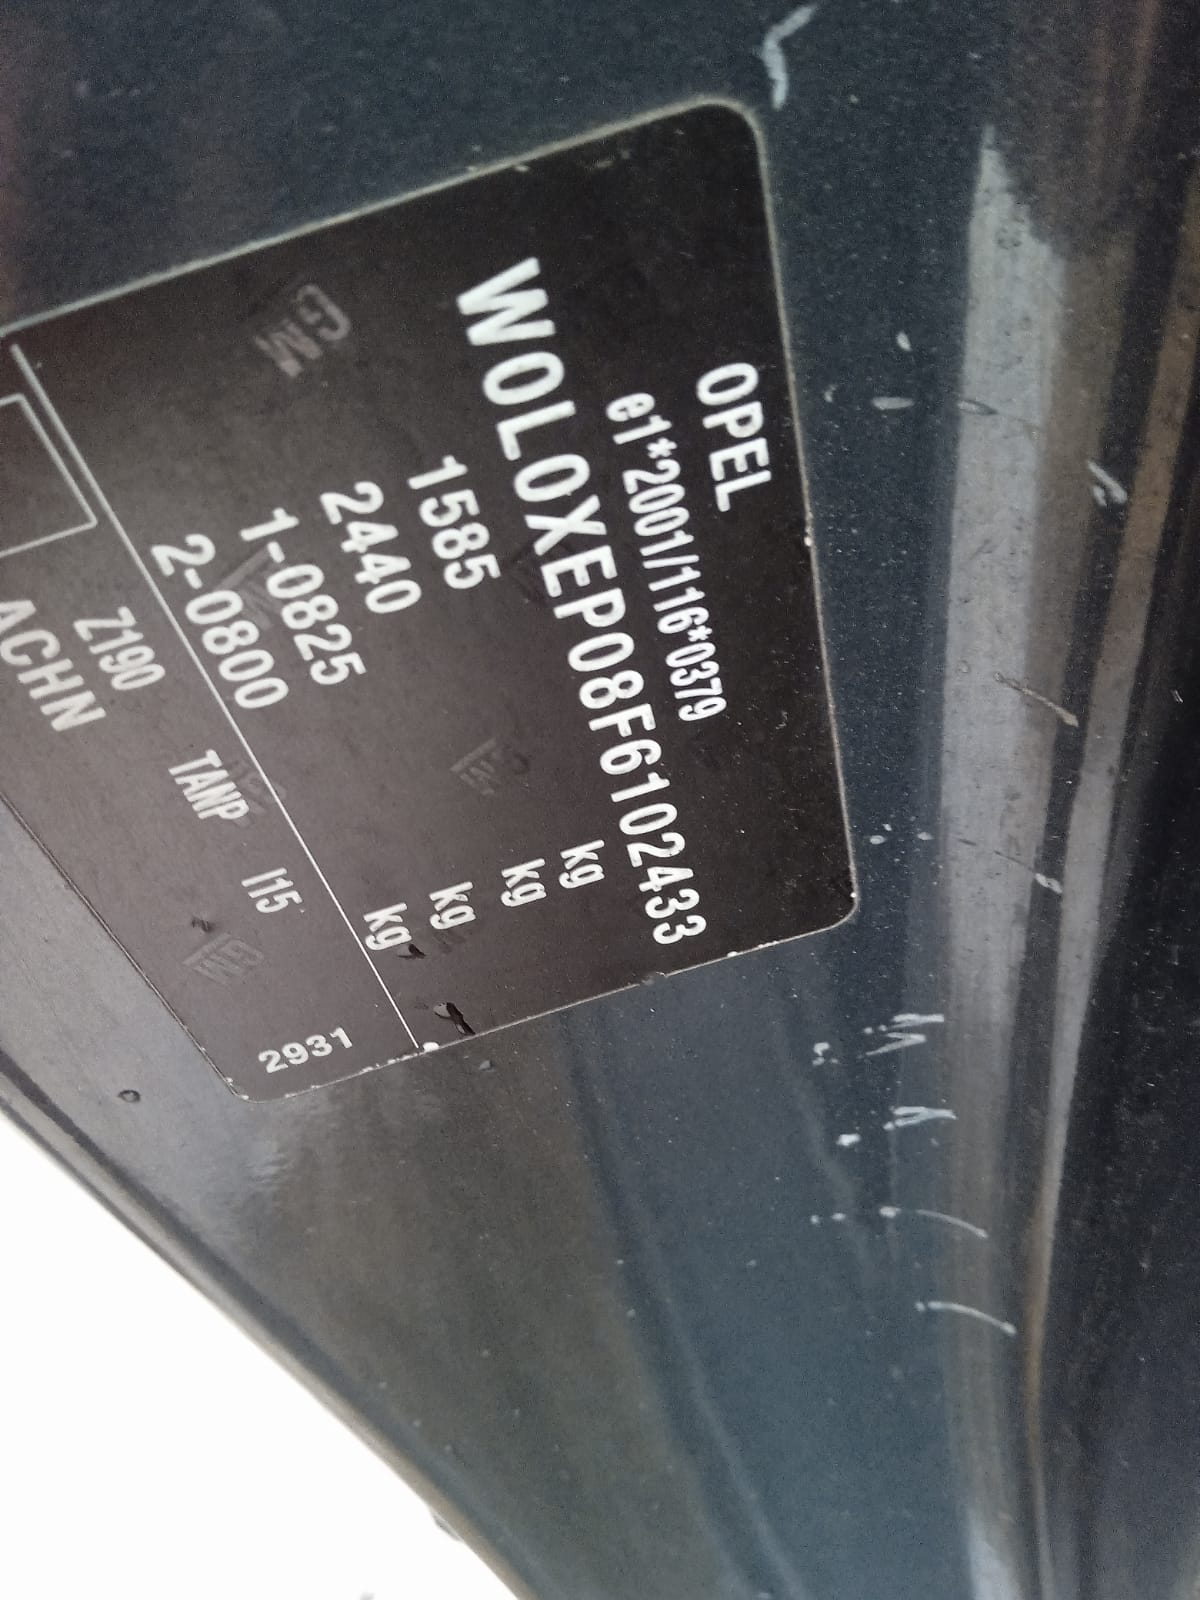 OPEL
e1*2001/116*0379
W0L0XEP08F6102433
1585 kg
2440 kg
1-0825 kg
2-0800 kg
Z190 TANP I15 2931
ACHN
GM
GM